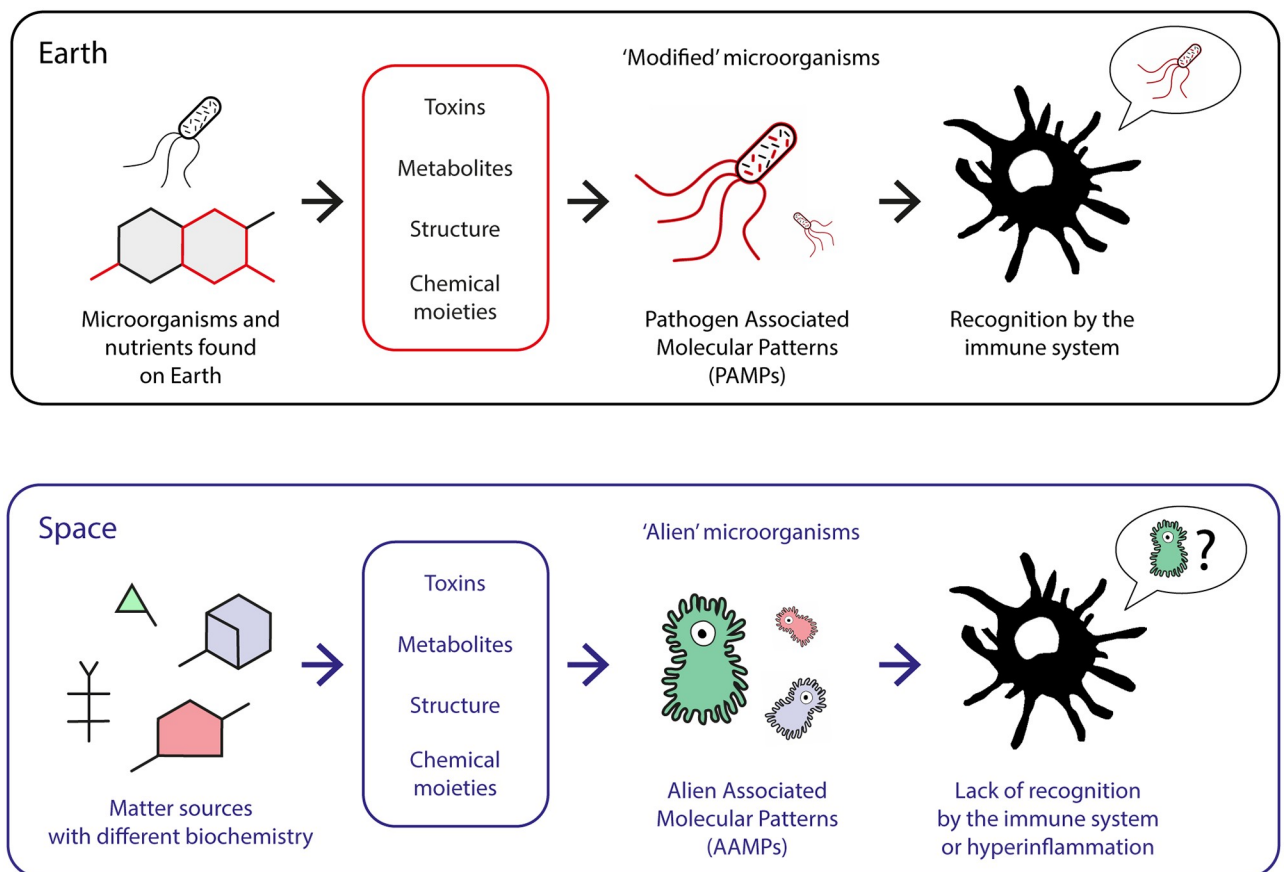 Earth
'Modified' microorganisms
Toxins
Metabolites
Structure
Chemical
moieties
Microorganisms and
nutrients found
on Earth
Pathogen Associated
Molecular Patterns
(PAMPs)
Recognition by the
immune system
Space
'Alien' microorganisms
?
Toxins
Metabolites
Structure
Chemical
moieties
Matter sources
with different biochemistry
Alien Associated
Molecular Patterns
(AAMPs)
Lack of recognition
by the immune system
or hyperinflammation